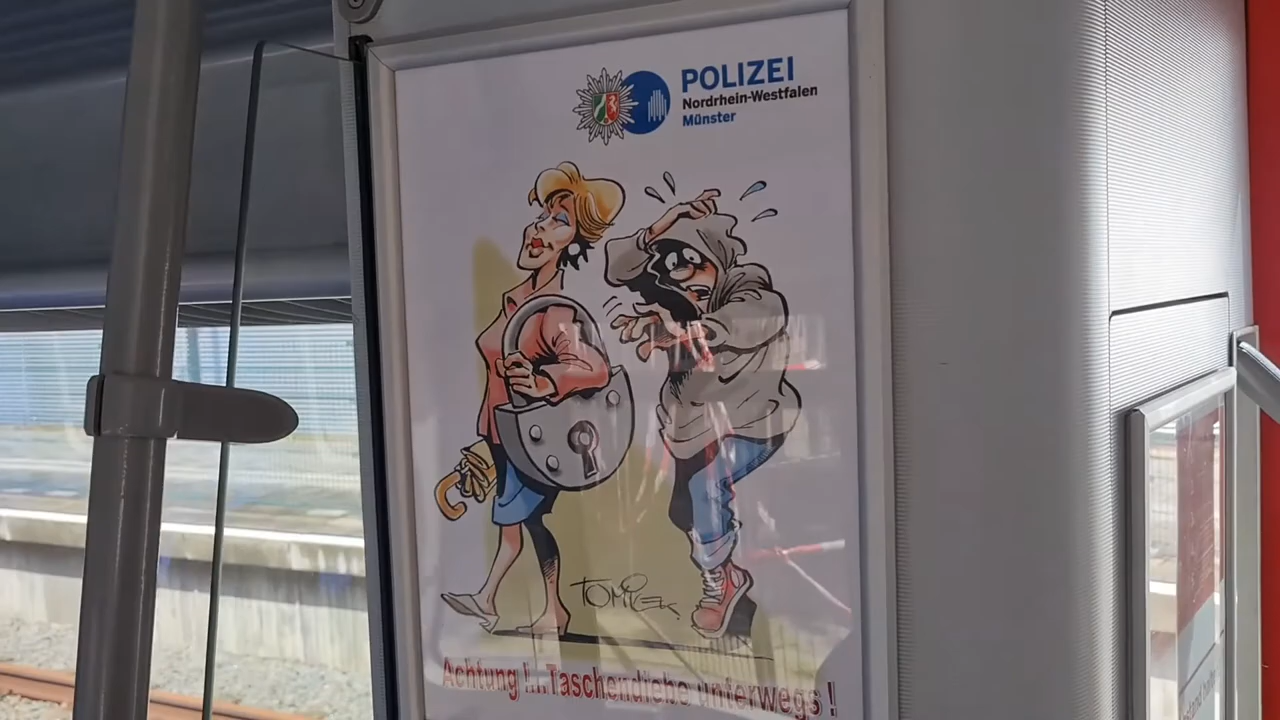 POLIZEI
Nordrhein-Westfalen
Münster
TOMICEK
Achtung !...Taschendiebe unterwegs !